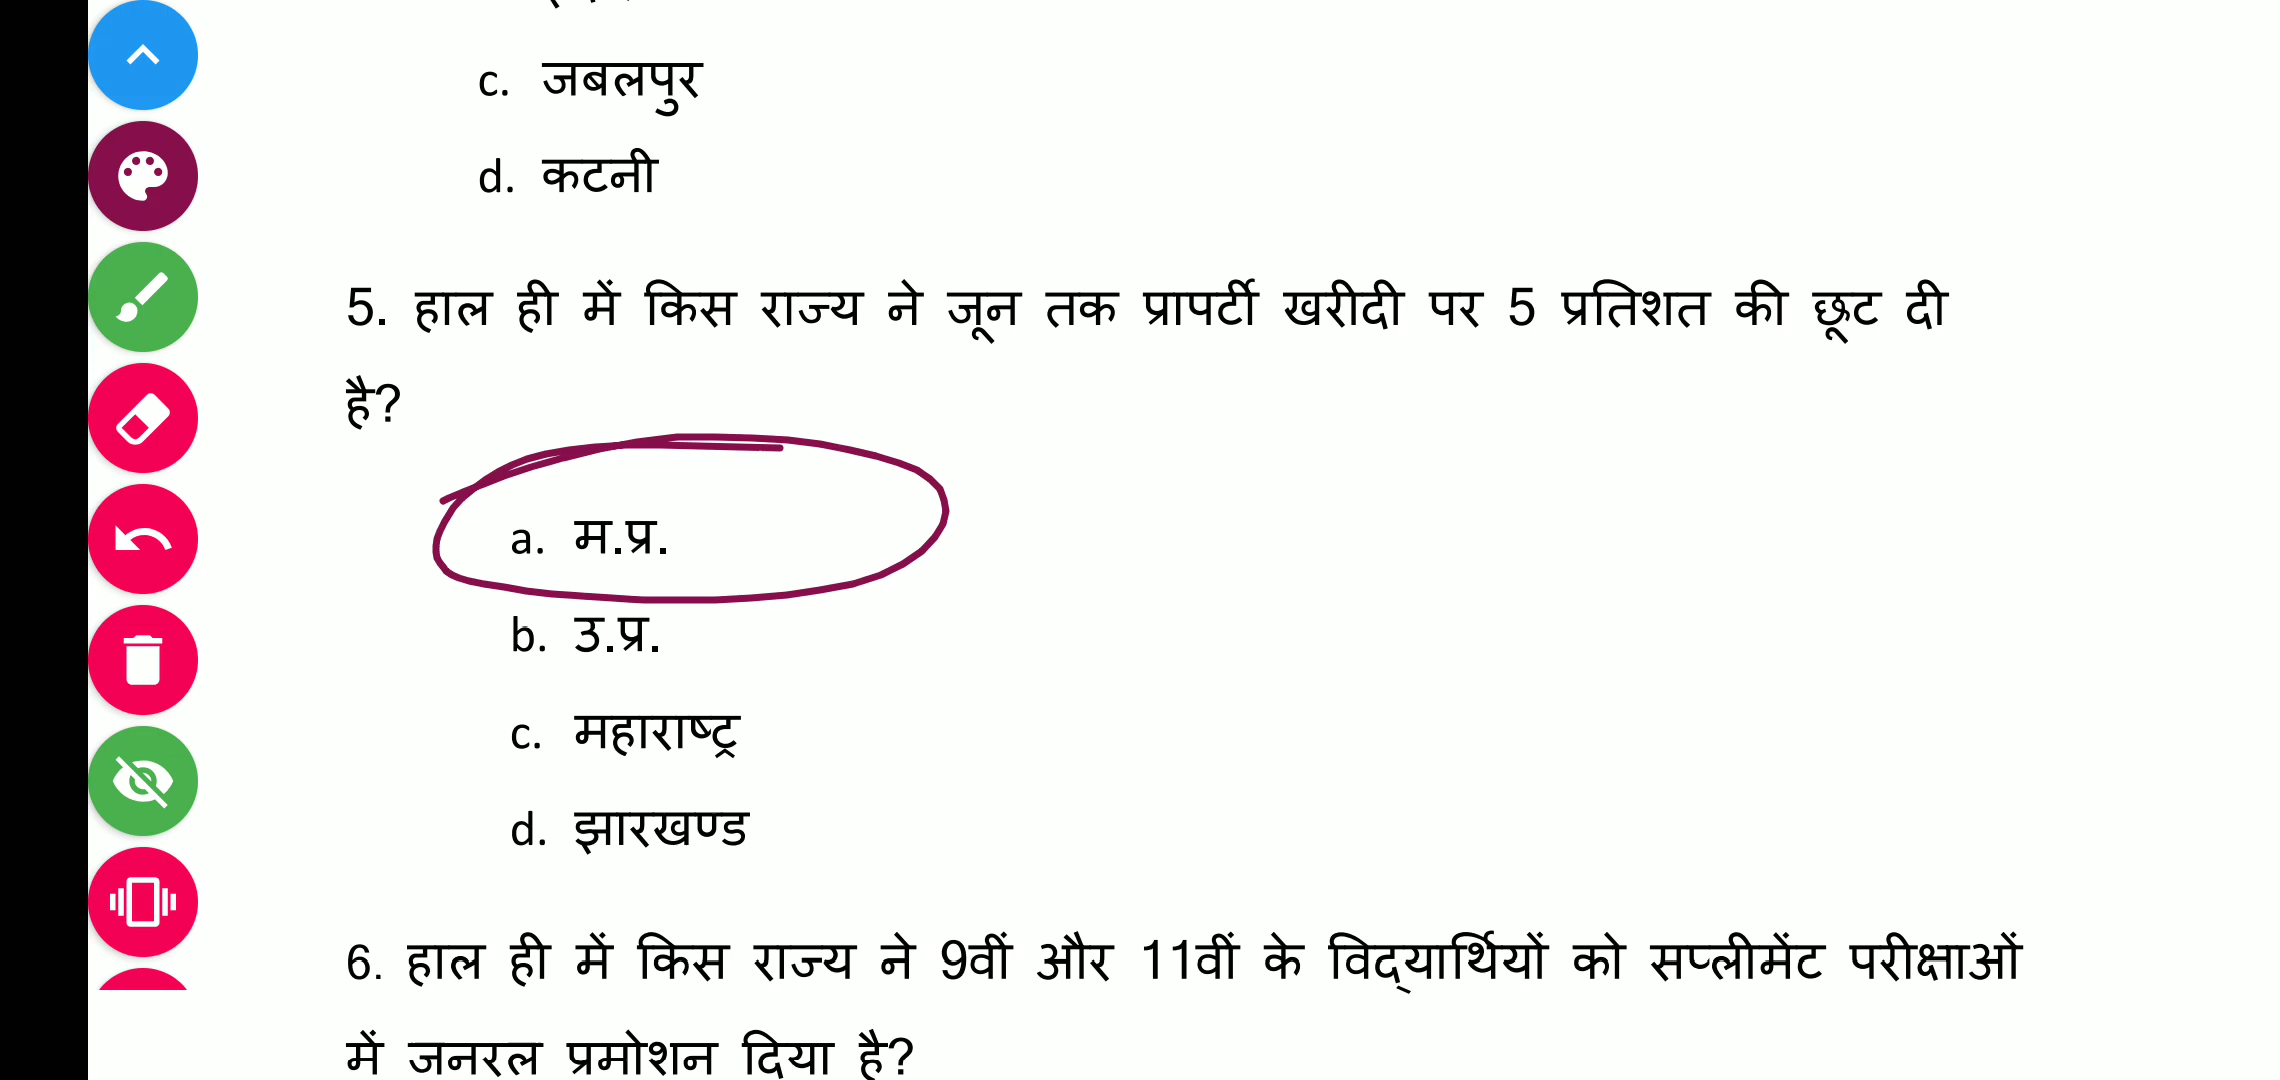 c. जबलपुर
d. कटनी
5. हाल ही में किस राज्य ने जून तक प्रापर्टी खरीदी पर 5 प्रतिशत की छूट दी
है?
a. म.प्र.
b. उ.प्र.
c. महाराष्ट्र
d. झारखण्ड
6. हाल ही में किस राज्य ने 9वीं और 11वीं के विद्यार्थियों को सप्लीमेंट परीक्षाओं
में जनरल प्रमोशन दिया है?